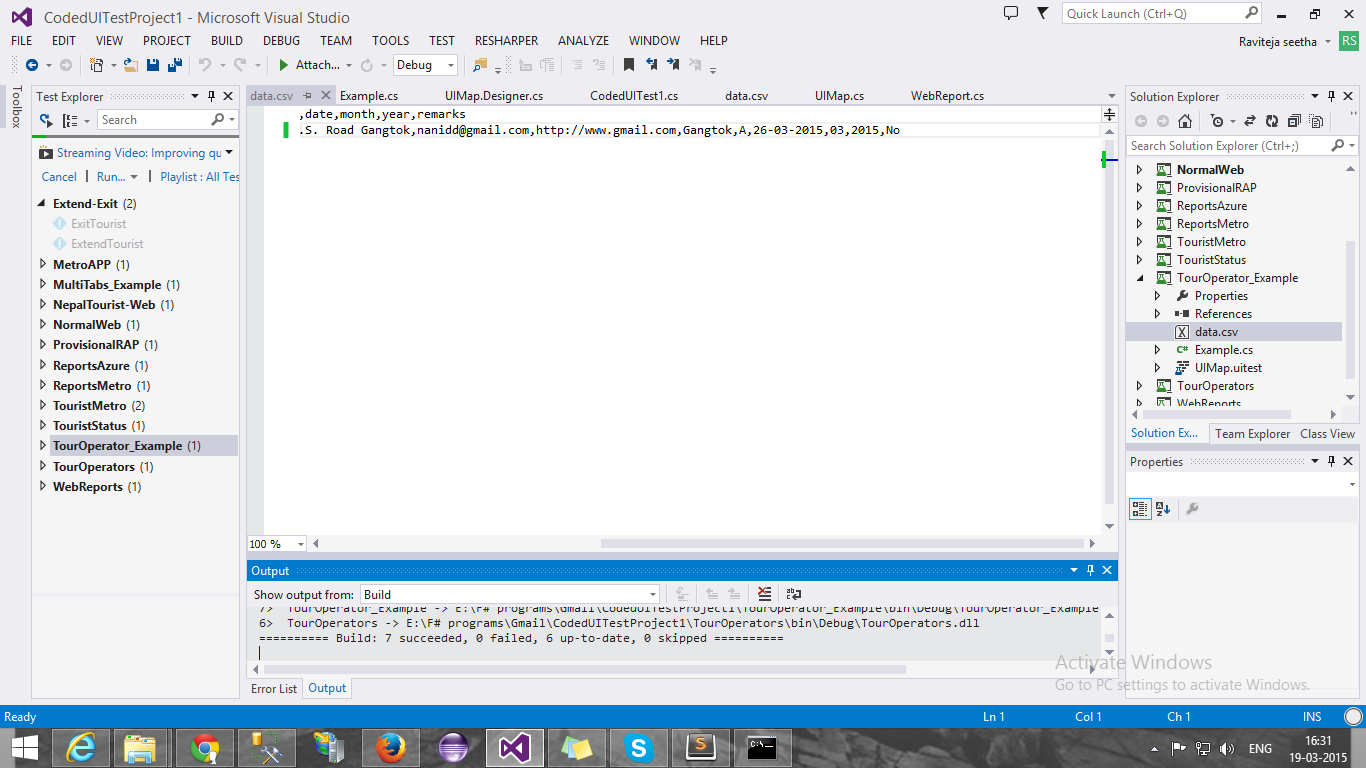 CodedUITestProject1 - Microsoft Visual Studio
Quick Launch (Ctrl+Q)
FILE EDIT VIEW PROJECT BUILD DEBUG TEAM TOOLS TEST RESHARPER ANALYZE WINDOW HELP
Raviteja seetha RS
Attach... Debug
Toolbox
Test Explorer
Search
Streaming Video: Improving qu
Cancel Run... Playlist : All Tes
Extend-Exit (2)
ExitTourist
ExtendTourist
MetroAPP (1)
MultiTabs_Example (1)
NepalTourist-Web (1)
NormalWeb (1)
ProvisionalRAP (1)
ReportsAzure (1)
ReportsMetro (1)
TouristMetro (2)
TouristStatus (1)
TourOperator_Example (1)
TourOperators (1)
WebReports (1)
data.csv Example.cs UIMap.Designer.cs CodedUITest1.cs data.csv UIMap.cs WebReport.cs
,date,month,year,remarks
.S. Road Gangtok,nanidd@gmail.com,http://www.gmail.com,Gangtok,A,26-03-2015,03,2015,No
100 %
Output
Show output from: Build
7> TourOperator_Example -> E:\F# programs\Gmail\CodedUITestProject1\TourOperator_Example\bin\Debug\TourOperator_Example
6> TourOperators -> E:\F# programs\Gmail\CodedUITestProject1\TourOperators\bin\Debug\TourOperators.dll
========== Build: 7 succeeded, 0 failed, 6 up-to-date, 0 skipped ==========
Error List Output
Solution Explorer
Search Solution Explorer (Ctrl+;)
NormalWeb
ProvisionalRAP
ReportsAzure
ReportsMetro
TouristMetro
TouristStatus
TourOperator_Example
Properties
References
data.csv
C# Example.cs
UIMap.uitest
TourOperators
WebReports
Solution Ex... Team Explorer Class View
Properties
Activate Windows
Go to PC settings to activate Windows.
Ready Ln 1 Col 1 Ch 1 INS
ENG
16:31
19-03-2015